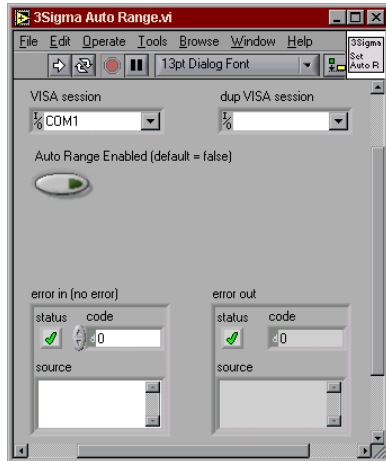 3Sigma Auto Range.vi
File Edit Operate Tools Browse Window Help
13pt Dialog Font
3Sigma
Set
Auto R
VISA session dup VISA session
I/O COM1 I/O
Auto Range Enabled (default = false)
error in (no error) error out
status code status code
d 0 d 0
source source